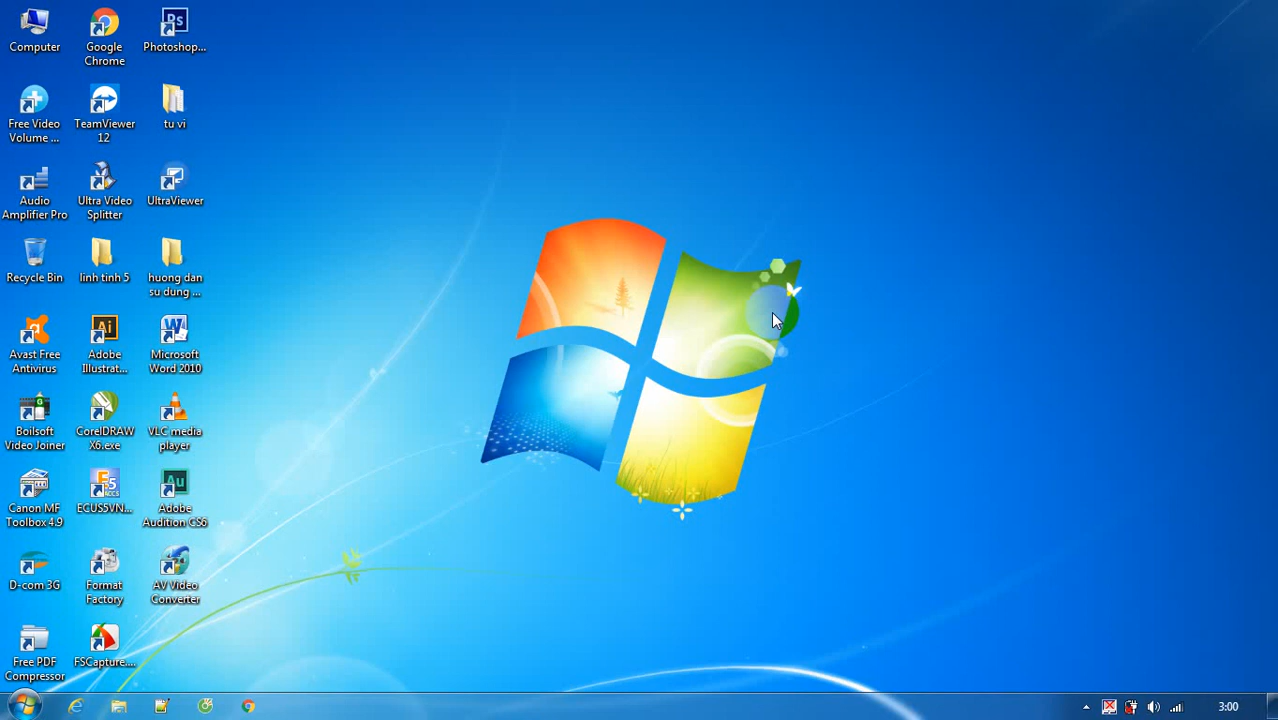 Computer
Google
Chrome
Ps
Photoshop...
Free Video
Volume ...
TeamViewer
12
tu vi
Audio
Amplifier Pro
Ultra Video
Splitter
UltraViewer
Recycle Bin
linh tinh 5
huong dan
su dung ...
Avast Free
Antivirus
Ai
Adobe
Illustrat...
W
Microsoft
Word 2010
G
Boilsoft
Video Joiner
CorelDRAW
X6.exe
VLC media
player
Canon MF
Toolbox 4.9
ECUS5VN...
Au
Adobe
Audition CS6
D-com 3G
Format
Factory
AV Video
Converter
Free PDF
Compressor
FSCapture....
3:00